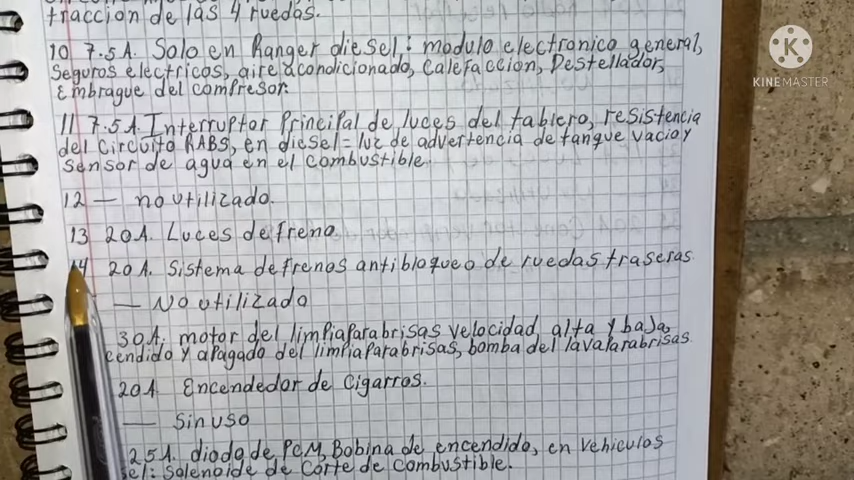 tracción de las 4 ruedas.
10 7.5A. Solo en Ranger diesel: modulo electronico general,
Seguros electricos, aire acondicionado, Calefaccion, Destellador,
Embrague del compresor.
11 7.5A. Interruptor Principal de luces del tablero, resistencia
del Circuito RABS, en diesel = luz de advertencia de tanque vacio y
Sensor de agua en el combustible.
12 — no utilizado.
13 20A. Luces de freno
14 20A. Sistema de frenos antibloqueo de ruedas traseras.
— No utilizado
30A. motor del limpiaparabrisas velocidad alta y baja,
cendido y apagado del limpiaparabrisas, bomba del lavaparabrisas.
20A Encendedor de Cigarros.
— Sin uso
25A. diodo de PCM, Bobina de encendido, en vehiculos
sel: Solenoide de Corte de Combustible.
KINEMASTER